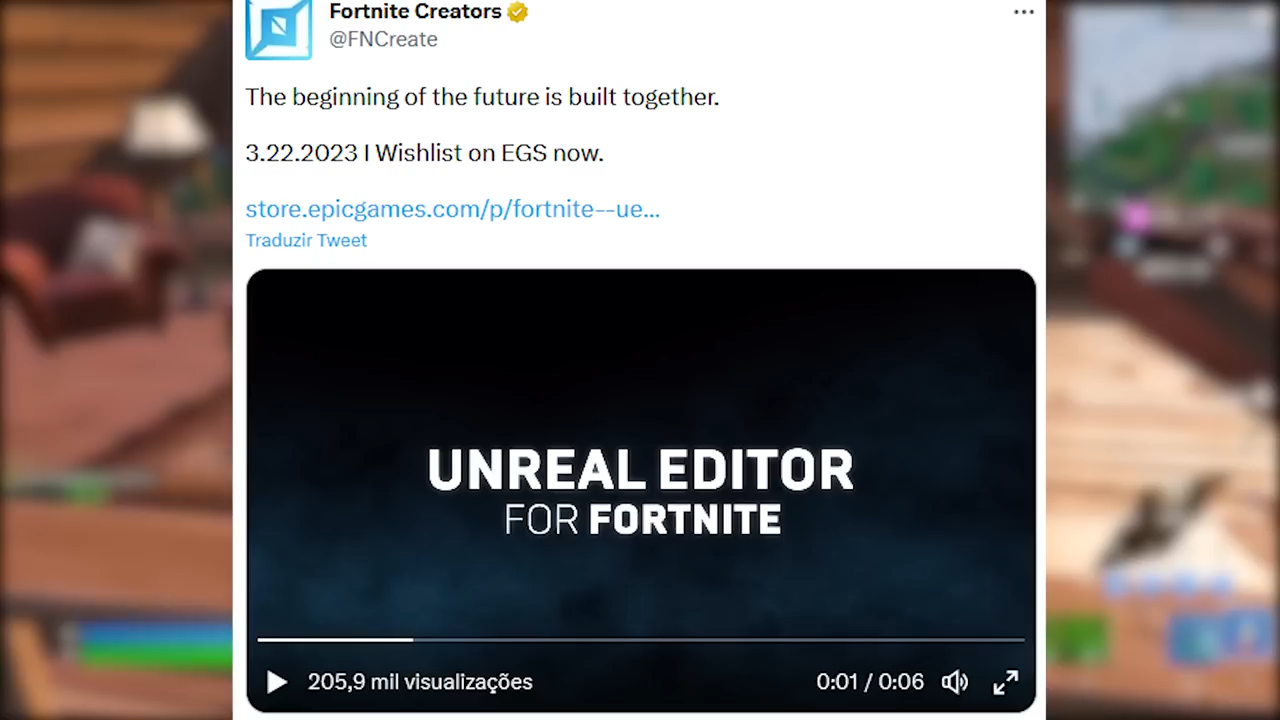 Fortnite Creators
@FNCreate
The beginning of the future is built together.
3.22.2023 I Wishlist on EGS now.
store.epicgames.com/p/fortnite--ue...
Traduzir Tweet
UNREAL EDITOR
FOR FORTNITE
205,9 mil visualizações
0:01 / 0:06